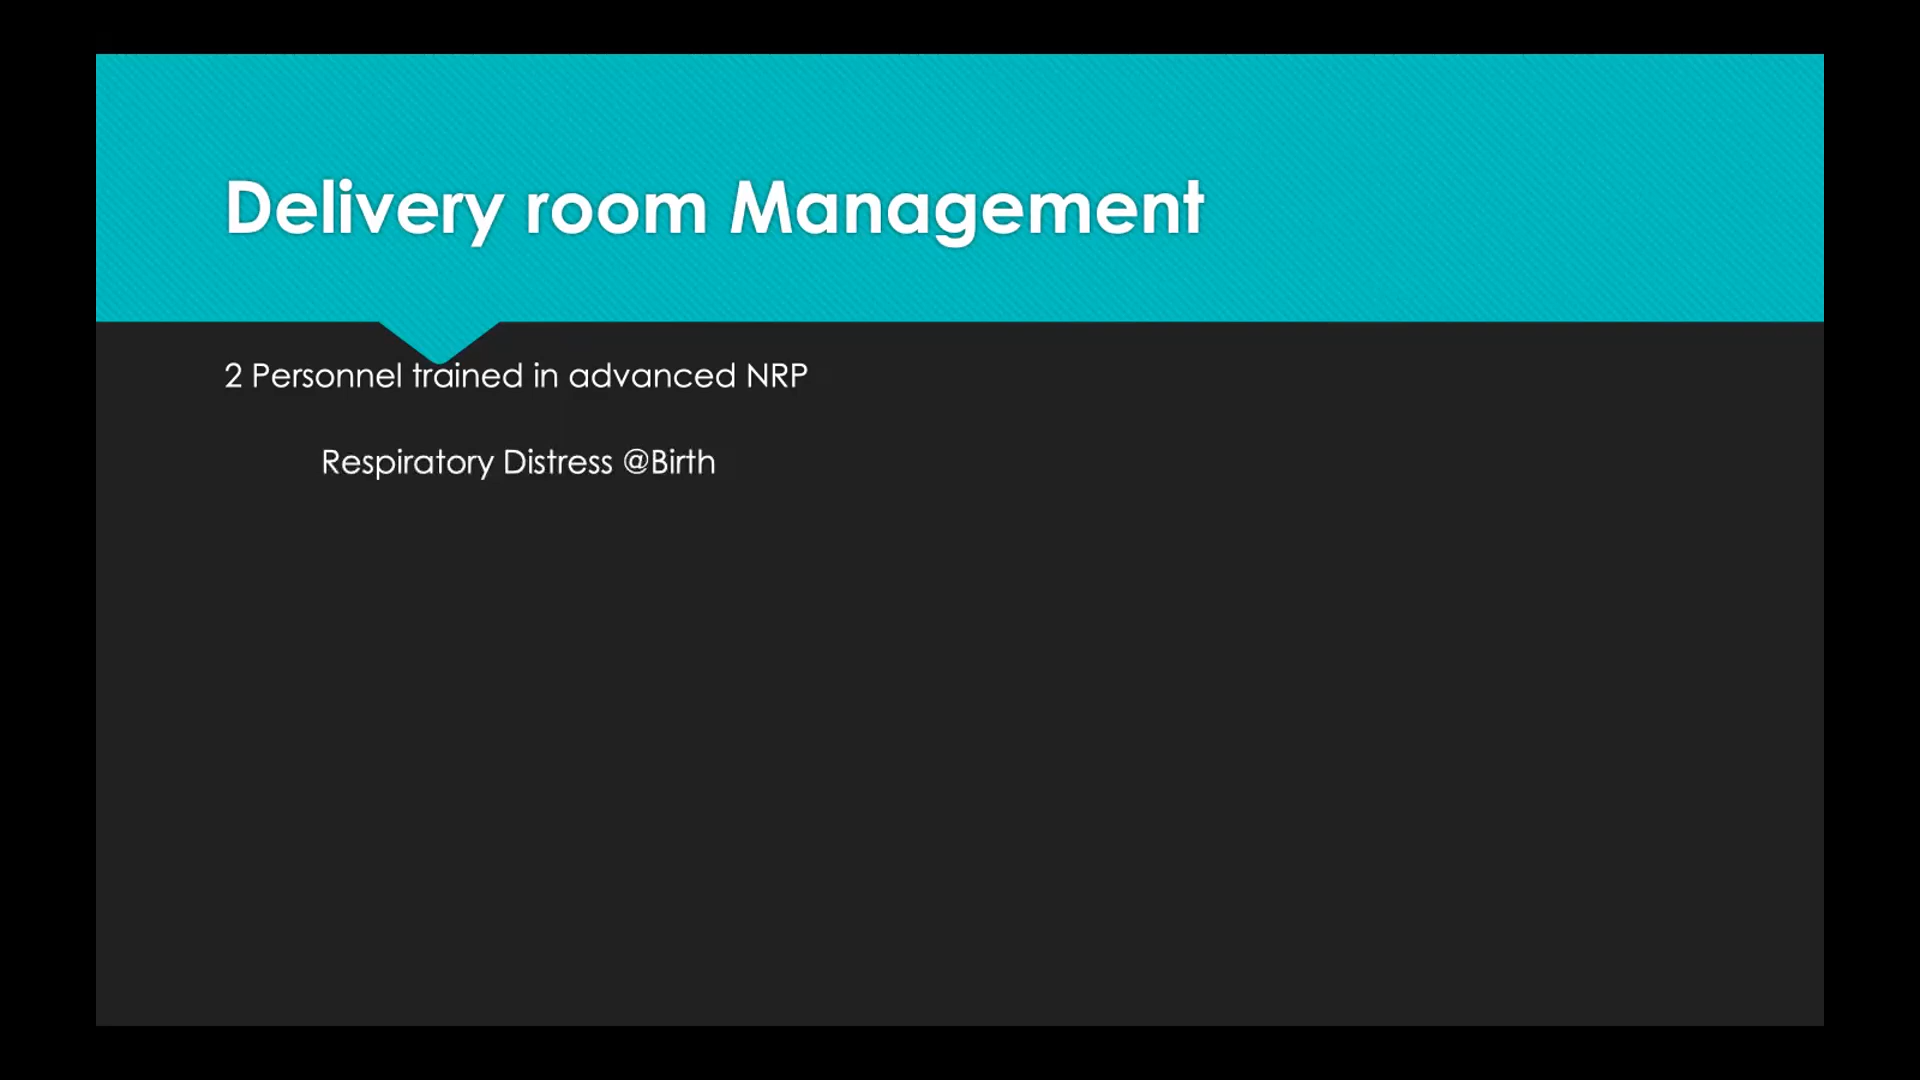 Delivery room Management
2 Personnel trained in advanced NRP
Respiratory Distress @Birth